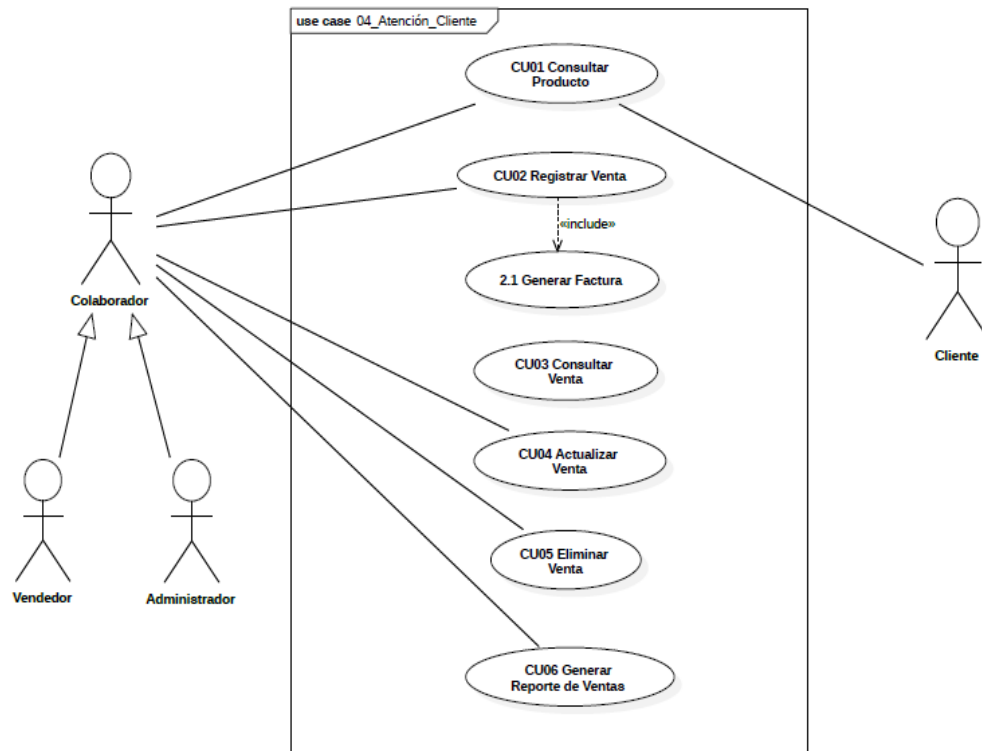 use case 04_Atención_Cliente
CU01 Consultar
Producto
CU02 Registrar Venta
«include»
2.1 Generar Factura
Colaborador
CU03 Consultar
Venta
Cliente
CU04 Actualizar
Venta
CU05 Eliminar
Venta
Vendedor
Administrador
CU06 Generar
Reporte de Ventas